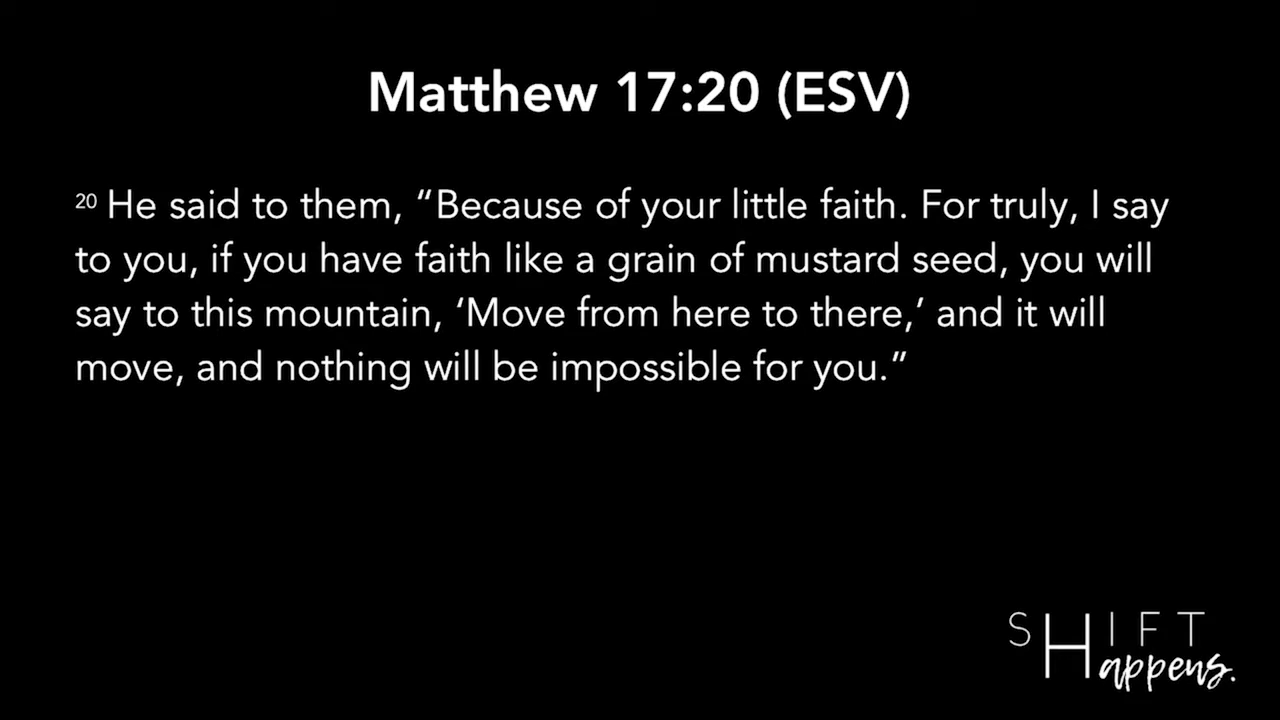 Matthew 17:20 (ESV)
20 He said to them, “Because of your little faith. For truly, I say
to you, if you have faith like a grain of mustard seed, you will
say to this mountain, ‘Move from here to there,’ and it will
move, and nothing will be impossible for you.”
SHIFT
Happens.